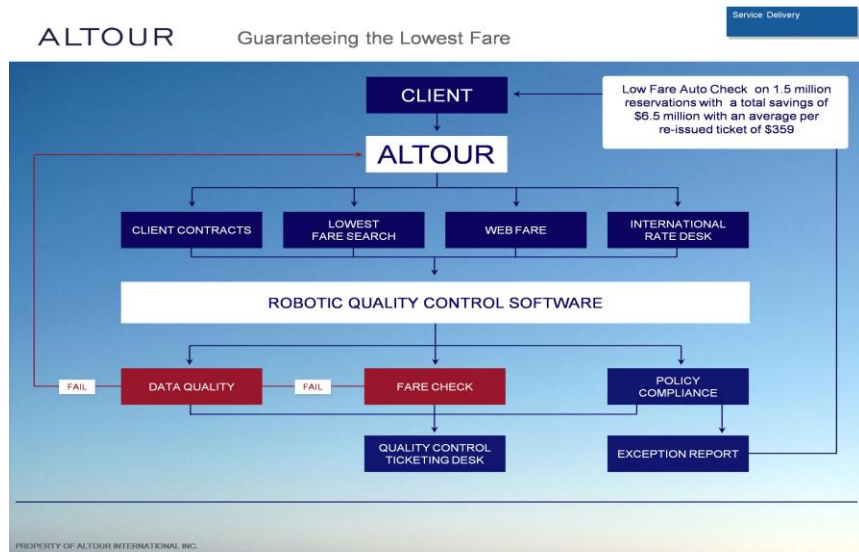 Service Delivery
ALTOUR
Guaranteeing the Lowest Fare
CLIENT
Low Fare Auto Check on 1.5 million
reservations with a total savings of
$6.5 million with an average per
re-issued ticket of $359
ALTOUR
CLIENT CONTRACTS
LOWEST
FARE SEARCH
WEB FARE
INTERNATIONAL
RATE DESK
ROBOTIC QUALITY CONTROL SOFTWARE
FAIL
DATA QUALITY
FAIL
FARE CHECK
POLICY
COMPLIANCE
QUALITY CONTROL
TICKETING DESK
EXCEPTION REPORT
PROPERTY OF ALTOUR INTERNATIONAL INC.